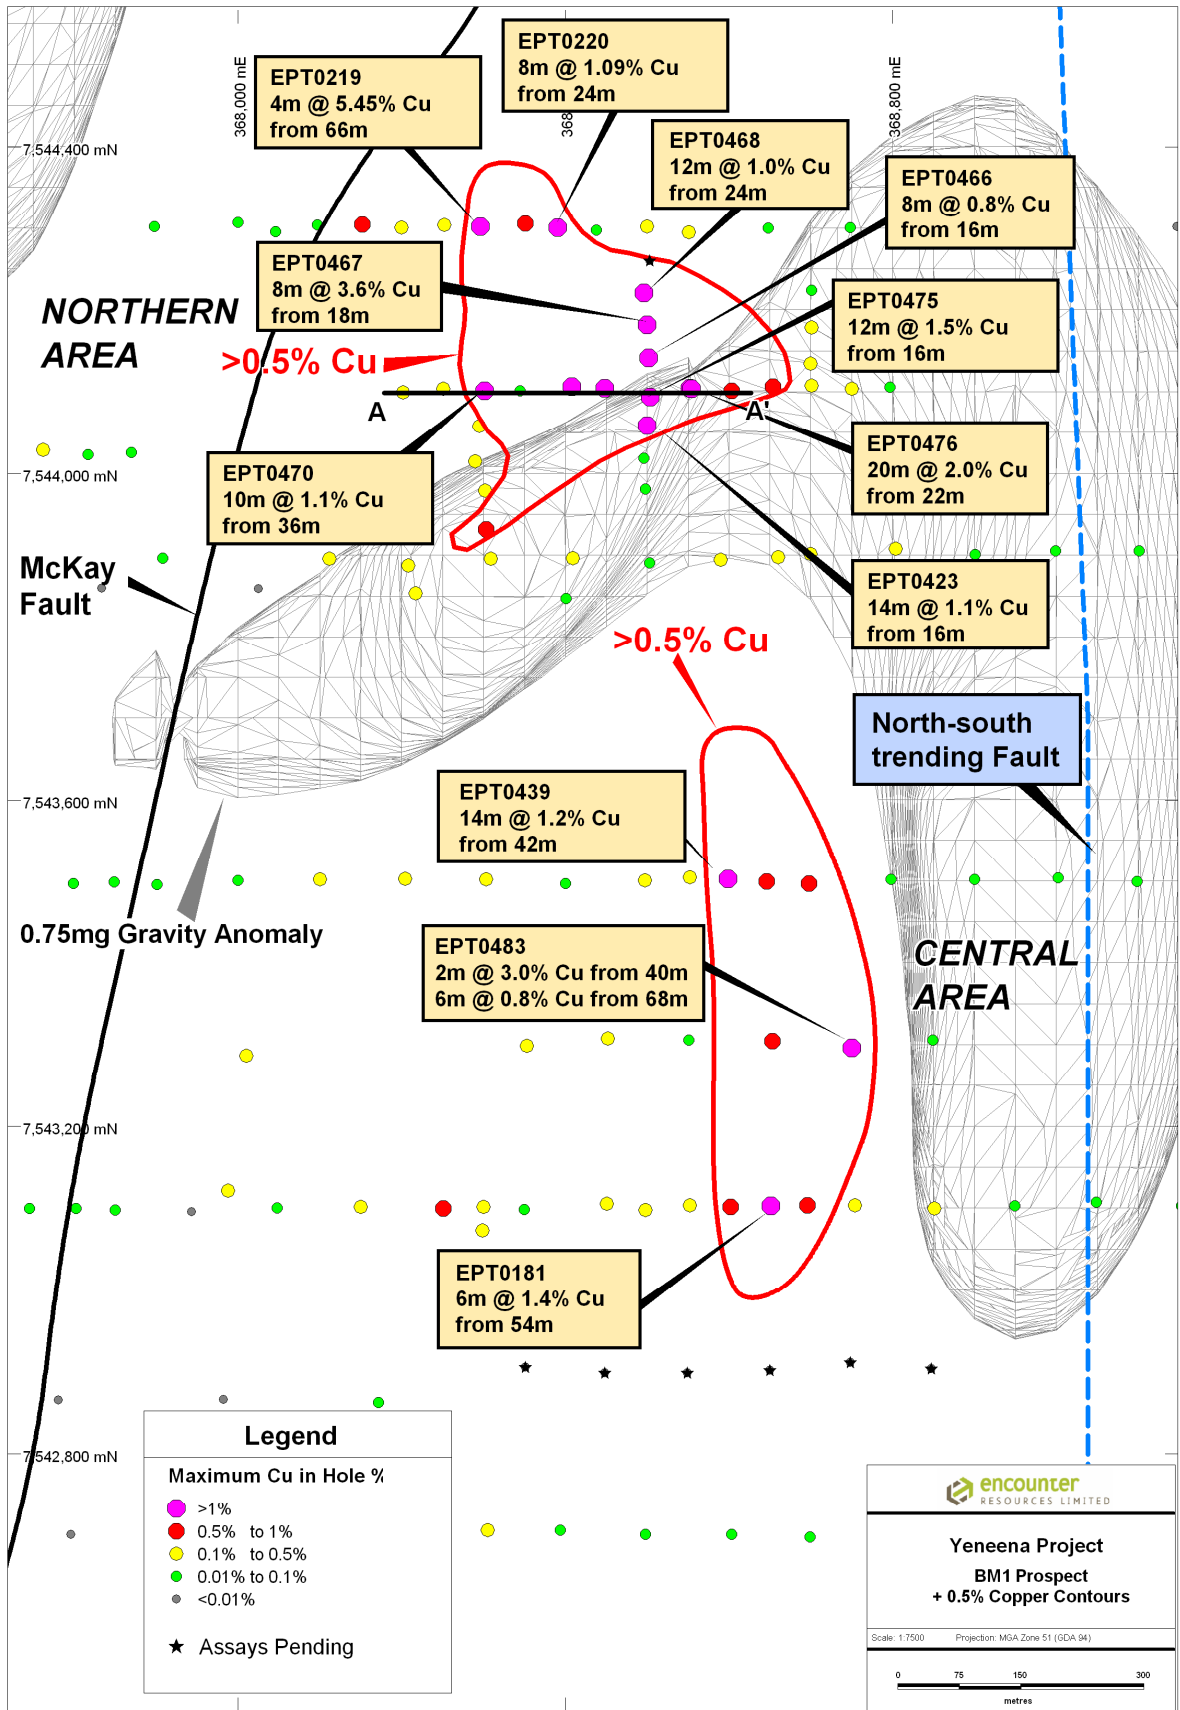 EPT0220
8m @ 1.09% Cu
from 24m
EPT0219
4m @ 5.45% Cu
from 66m
368,000 mE
368,
368,800 mE
EPT0468
12m @ 1.0% Cu
from 24m
7,544,400 mN
EPT0466
8m @ 0.8% Cu
from 16m
EPT0467
8m @ 3.6% Cu
from 18m
EPT0475
12m @ 1.5% Cu
from 16m
NORTHERN
AREA
>0.5% Cu
A
A'
EPT0476
20m @ 2.0% Cu
from 22m
EPT0470
10m @ 1.1% Cu
from 36m
7,544,000 mN
McKay
Fault
EPT0423
14m @ 1.1% Cu
from 16m
>0.5% Cu
North-south
trending Fault
EPT0439
14m @ 1.2% Cu
from 42m
7,543,600 mN
0.75mg Gravity Anomaly
EPT0483
2m @ 3.0% Cu from 40m
6m @ 0.8% Cu from 68m
CENTRAL
AREA
7,543,200 mN
EPT0181
6m @ 1.4% Cu
from 54m
7,542,800 mN
Legend
Maximum Cu in Hole %
>1%
0.5% to 1%
0.1% to 0.5%
0.01% to 0.1%
<0.01%
Assays Pending
encounter
RESOURCES LIMITED
Yeneena Project
BM1 Prospect
+ 0.5% Copper Contours
Scale: 1:7500 Projection: MGA Zone 51 (GDA 94)
0 75 150 300
metres